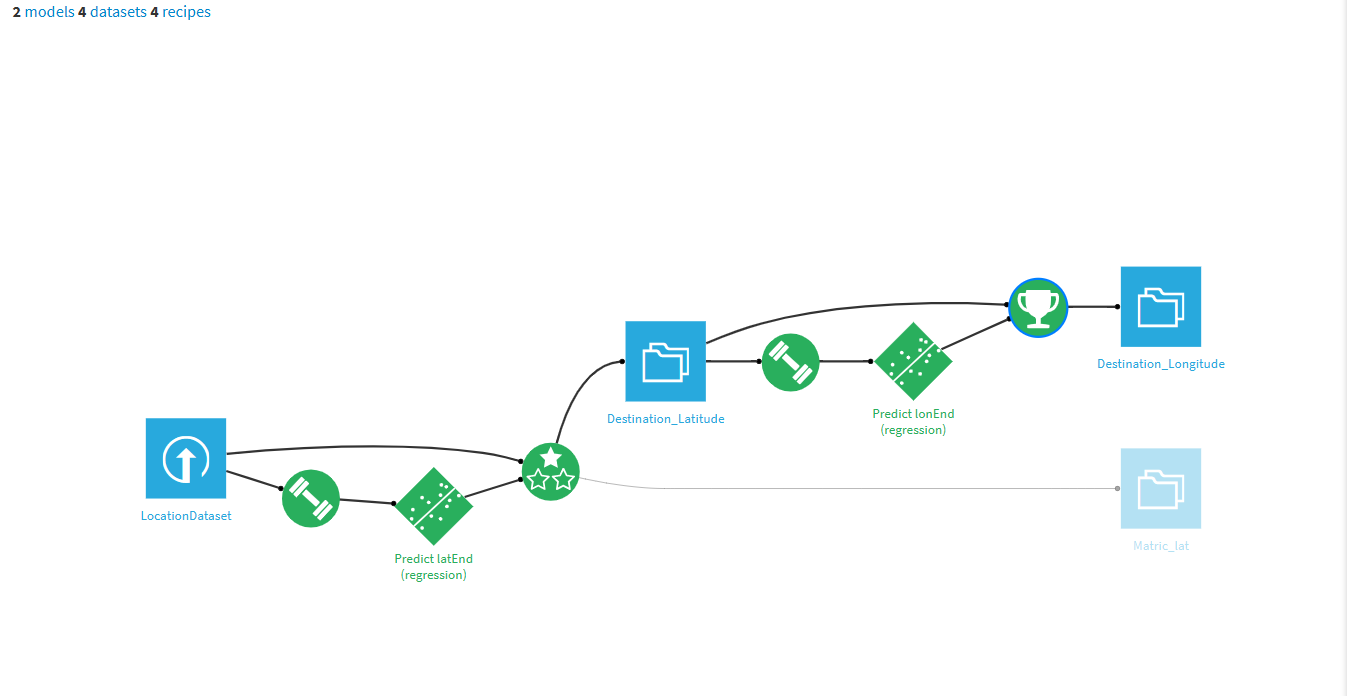 2 models 4 datasets 4 recipes
Destination_Longitude
Destination_Latitude
Predict lonEnd
(regression)
LocationDataset
Predict latEnd
(regression)
Matric_lat